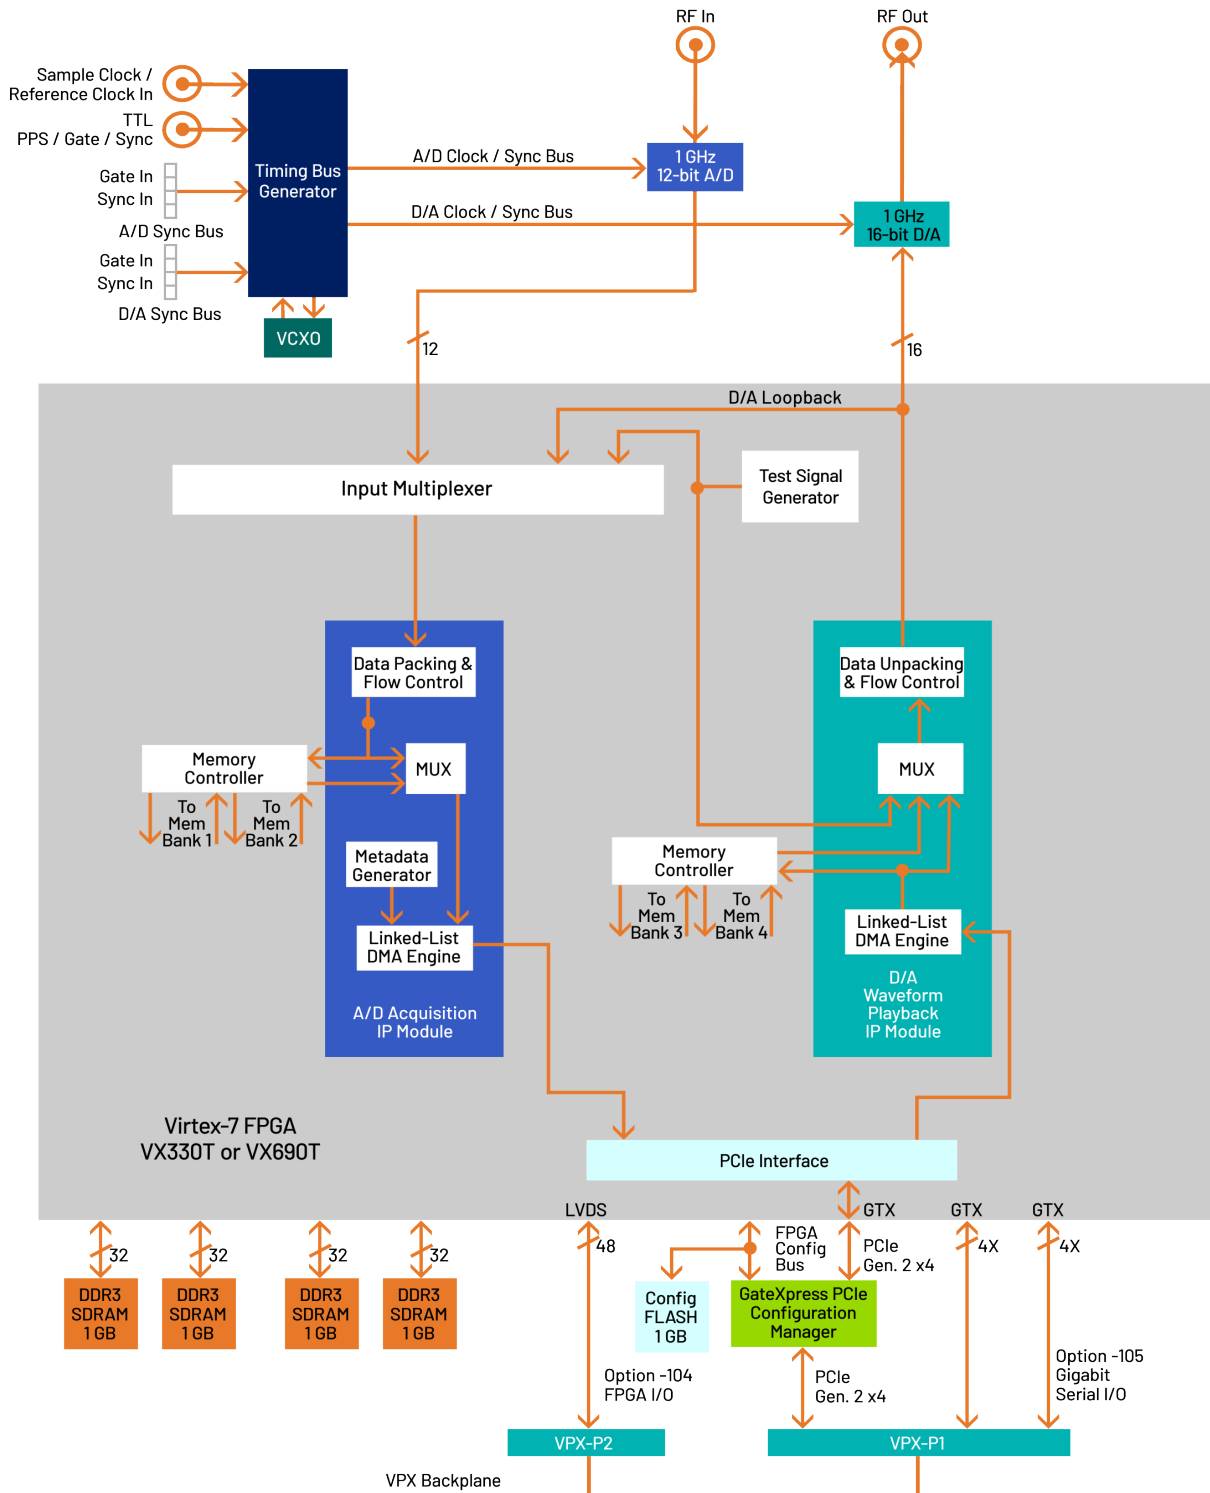 RF In
RF Out
Sample Clock /
Reference Clock In
TTL
PPS / Gate / Sync
Gate In
Sync In
A/D Sync Bus
Gate In
Sync In
D/A Sync Bus
Timing Bus
Generator
VCXO
A/D Clock / Sync Bus
D/A Clock / Sync Bus
1 GHz
12-bit A/D
1 GHz
16-bit D/A
12
16
D/A Loopback
Input Multiplexer
Test Signal
Generator
Data Packing &
Flow Control
Memory
Controller
MUX
To
Mem
Bank 1
To
Mem
Bank 2
Metadata
Generator
Linked-List
DMA Engine
A/D Acquisition
IP Module
Data Unpacking
& Flow Control
MUX
Memory
Controller
To
Mem
Bank 3
To
Mem
Bank 4
Linked-List
DMA Engine
D/A
Waveform
Playback
IP Module
Virtex-7 FPGA
VX330T or VX690T
PCIe Interface
LVDS
GTX
GTX
GTX
32
32
32
32
48
FPGA
Config
Bus
PCIe
Gen. 2 x4
4X
4X
DDR3
SDRAM
1 GB
DDR3
SDRAM
1 GB
DDR3
SDRAM
1 GB
DDR3
SDRAM
1 GB
Config
FLASH
1 GB
GateXpress PCIe
Configuration
Manager
Option -104
FPGA I/O
PCIe
Gen. 2 x4
Option -105
Gigabit
Serial I/O
VPX-P2
VPX-P1
VPX Backplane